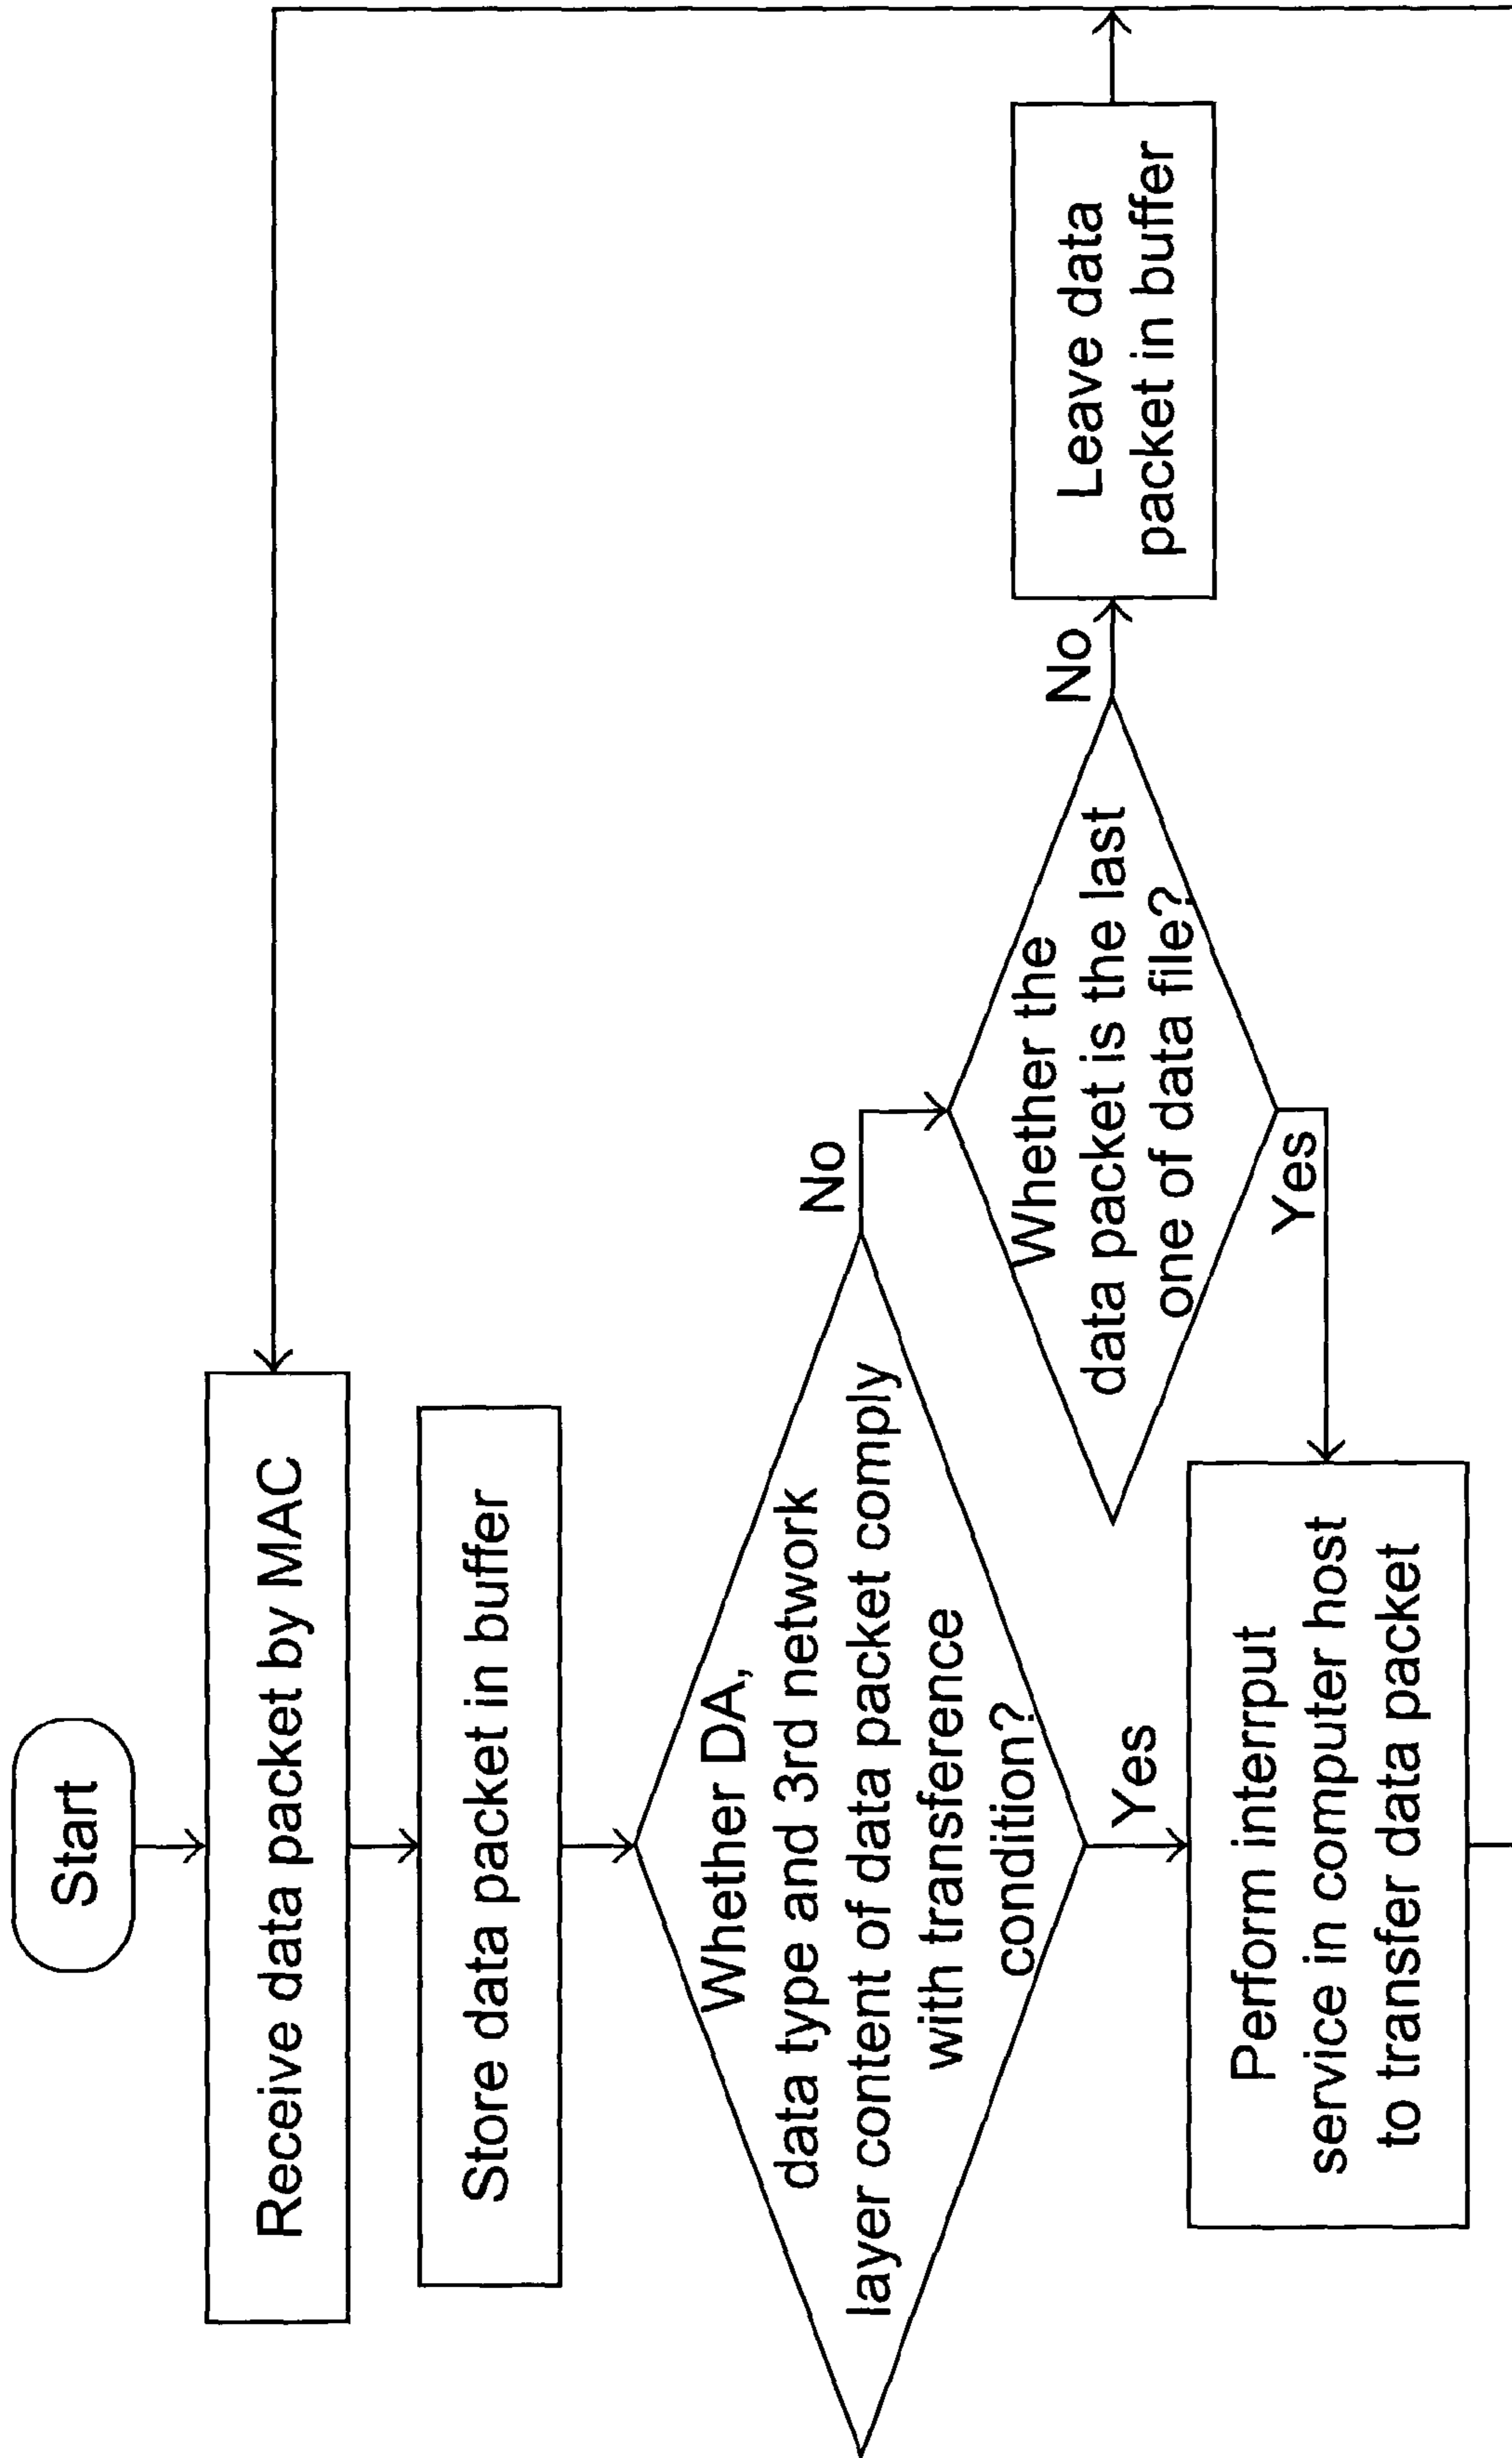 Start
Receive data packet by MAC
Store data packet in buffer
Whether DA,
data type and 3rd network
layer content of data packet comply
with transference
condition?
No
Yes
Whether the
data packet is the last
one of data file?
No
Yes
Leave data
packet in buffer
Perform interrput
service in computer host
to transfer data packet